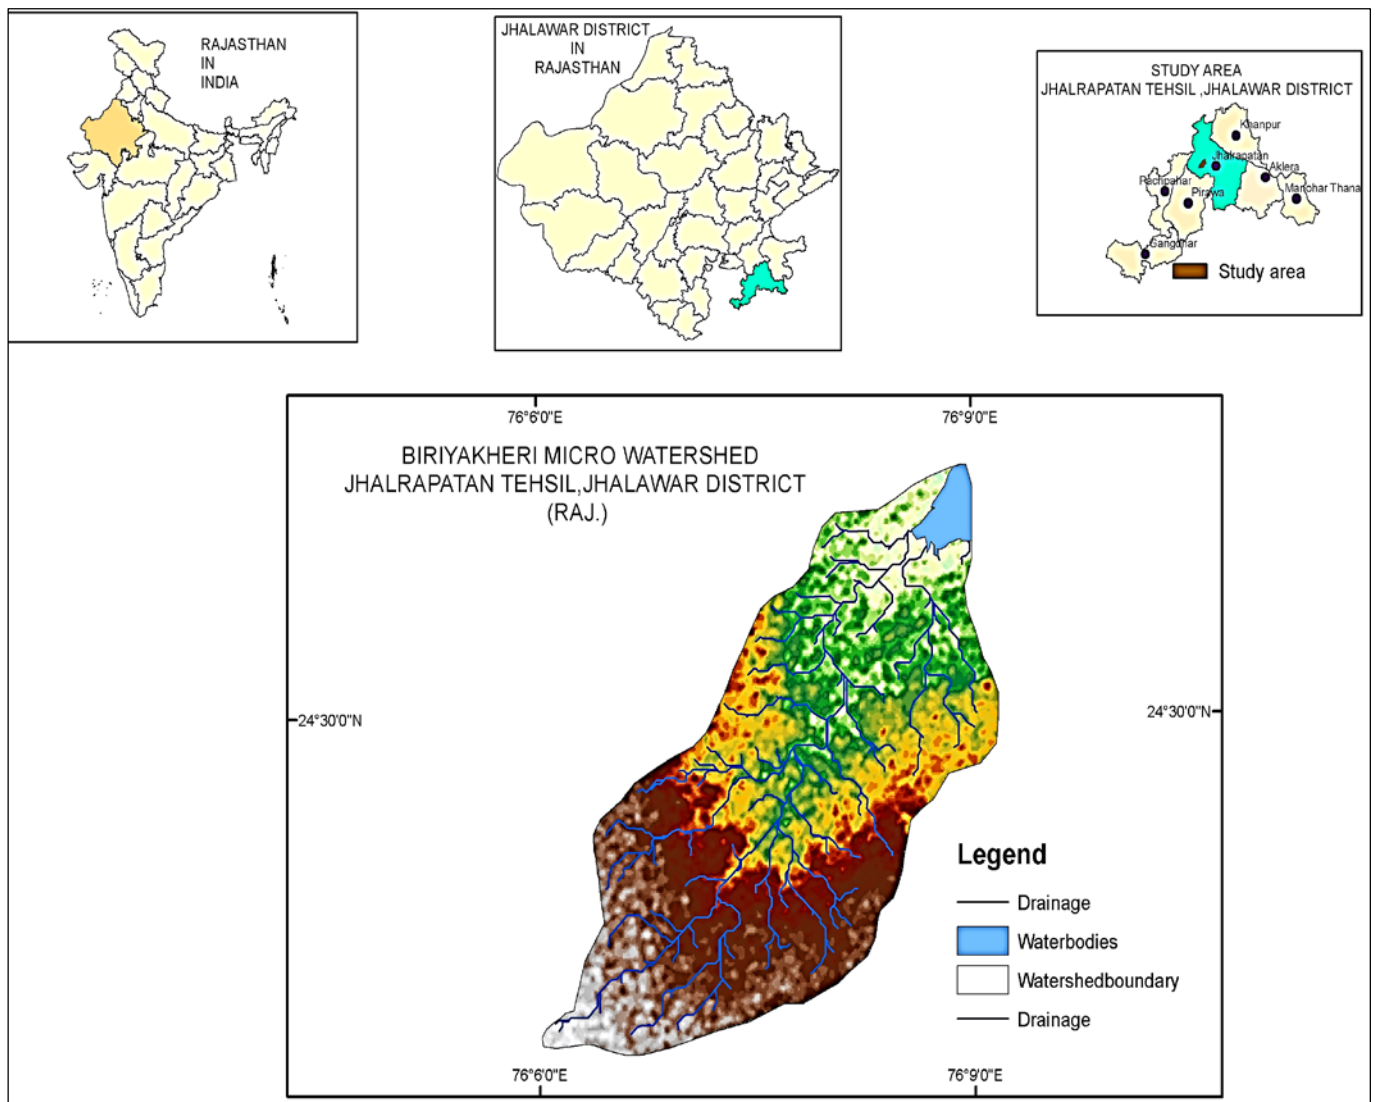 RAJASTHAN
IN
INDIA
JHALAWAR DISTRICT
IN
RAJASTHAN
STUDY AREA
JHALRAPATAN TEHSIL ,JHALAWAR DISTRICT
Khanpur
Jhalrapatan
Aklera
Pachpahar
Pirawa
Manohar Thana
Gangdhar
Study area
76°6'0"E
76°9'0"E
BIRIYAKHERI MICRO WATERSHED
JHALRAPATAN TEHSIL,JHALAWAR DISTRICT
(RAJ.)
24°30'0"N
24°30'0"N
Legend
Drainage
Waterbodies
Watershedboundary
Drainage
76°6'0"E
76°9'0"E